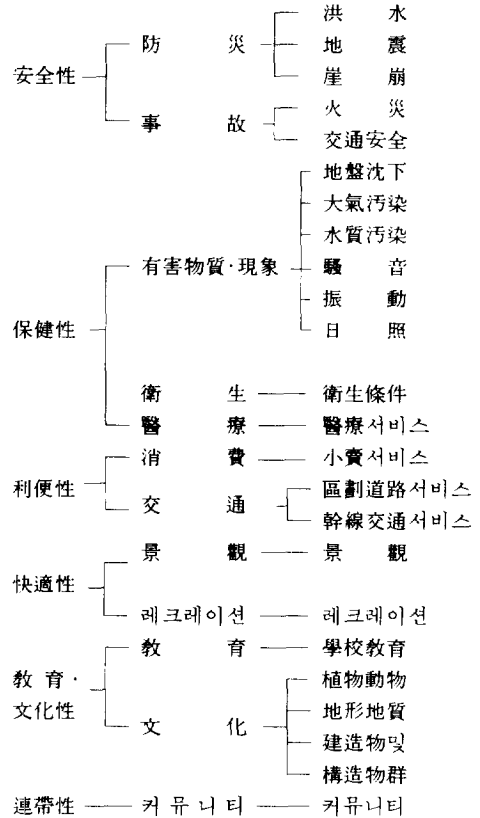 洪水
防災 地震
安全性 崖崩
事故 火災
交通安全
地盤沈下
大氣汚染
水質汚染
有害物質·現象 騷音
振動
保健性 日照
衛生 衛生條件
醫療 醫療서비스
消費 小賣서비스
利便性 區劃道路서비스
交通 幹線交通서비스
景觀 景觀
快適性
레크레이션 레크레이션
敎育 學校敎育
敎育· 植物動物
文化性 地形地質
文化 建造物및
構造物群
連帶性 커뮤니티 커뮤니티